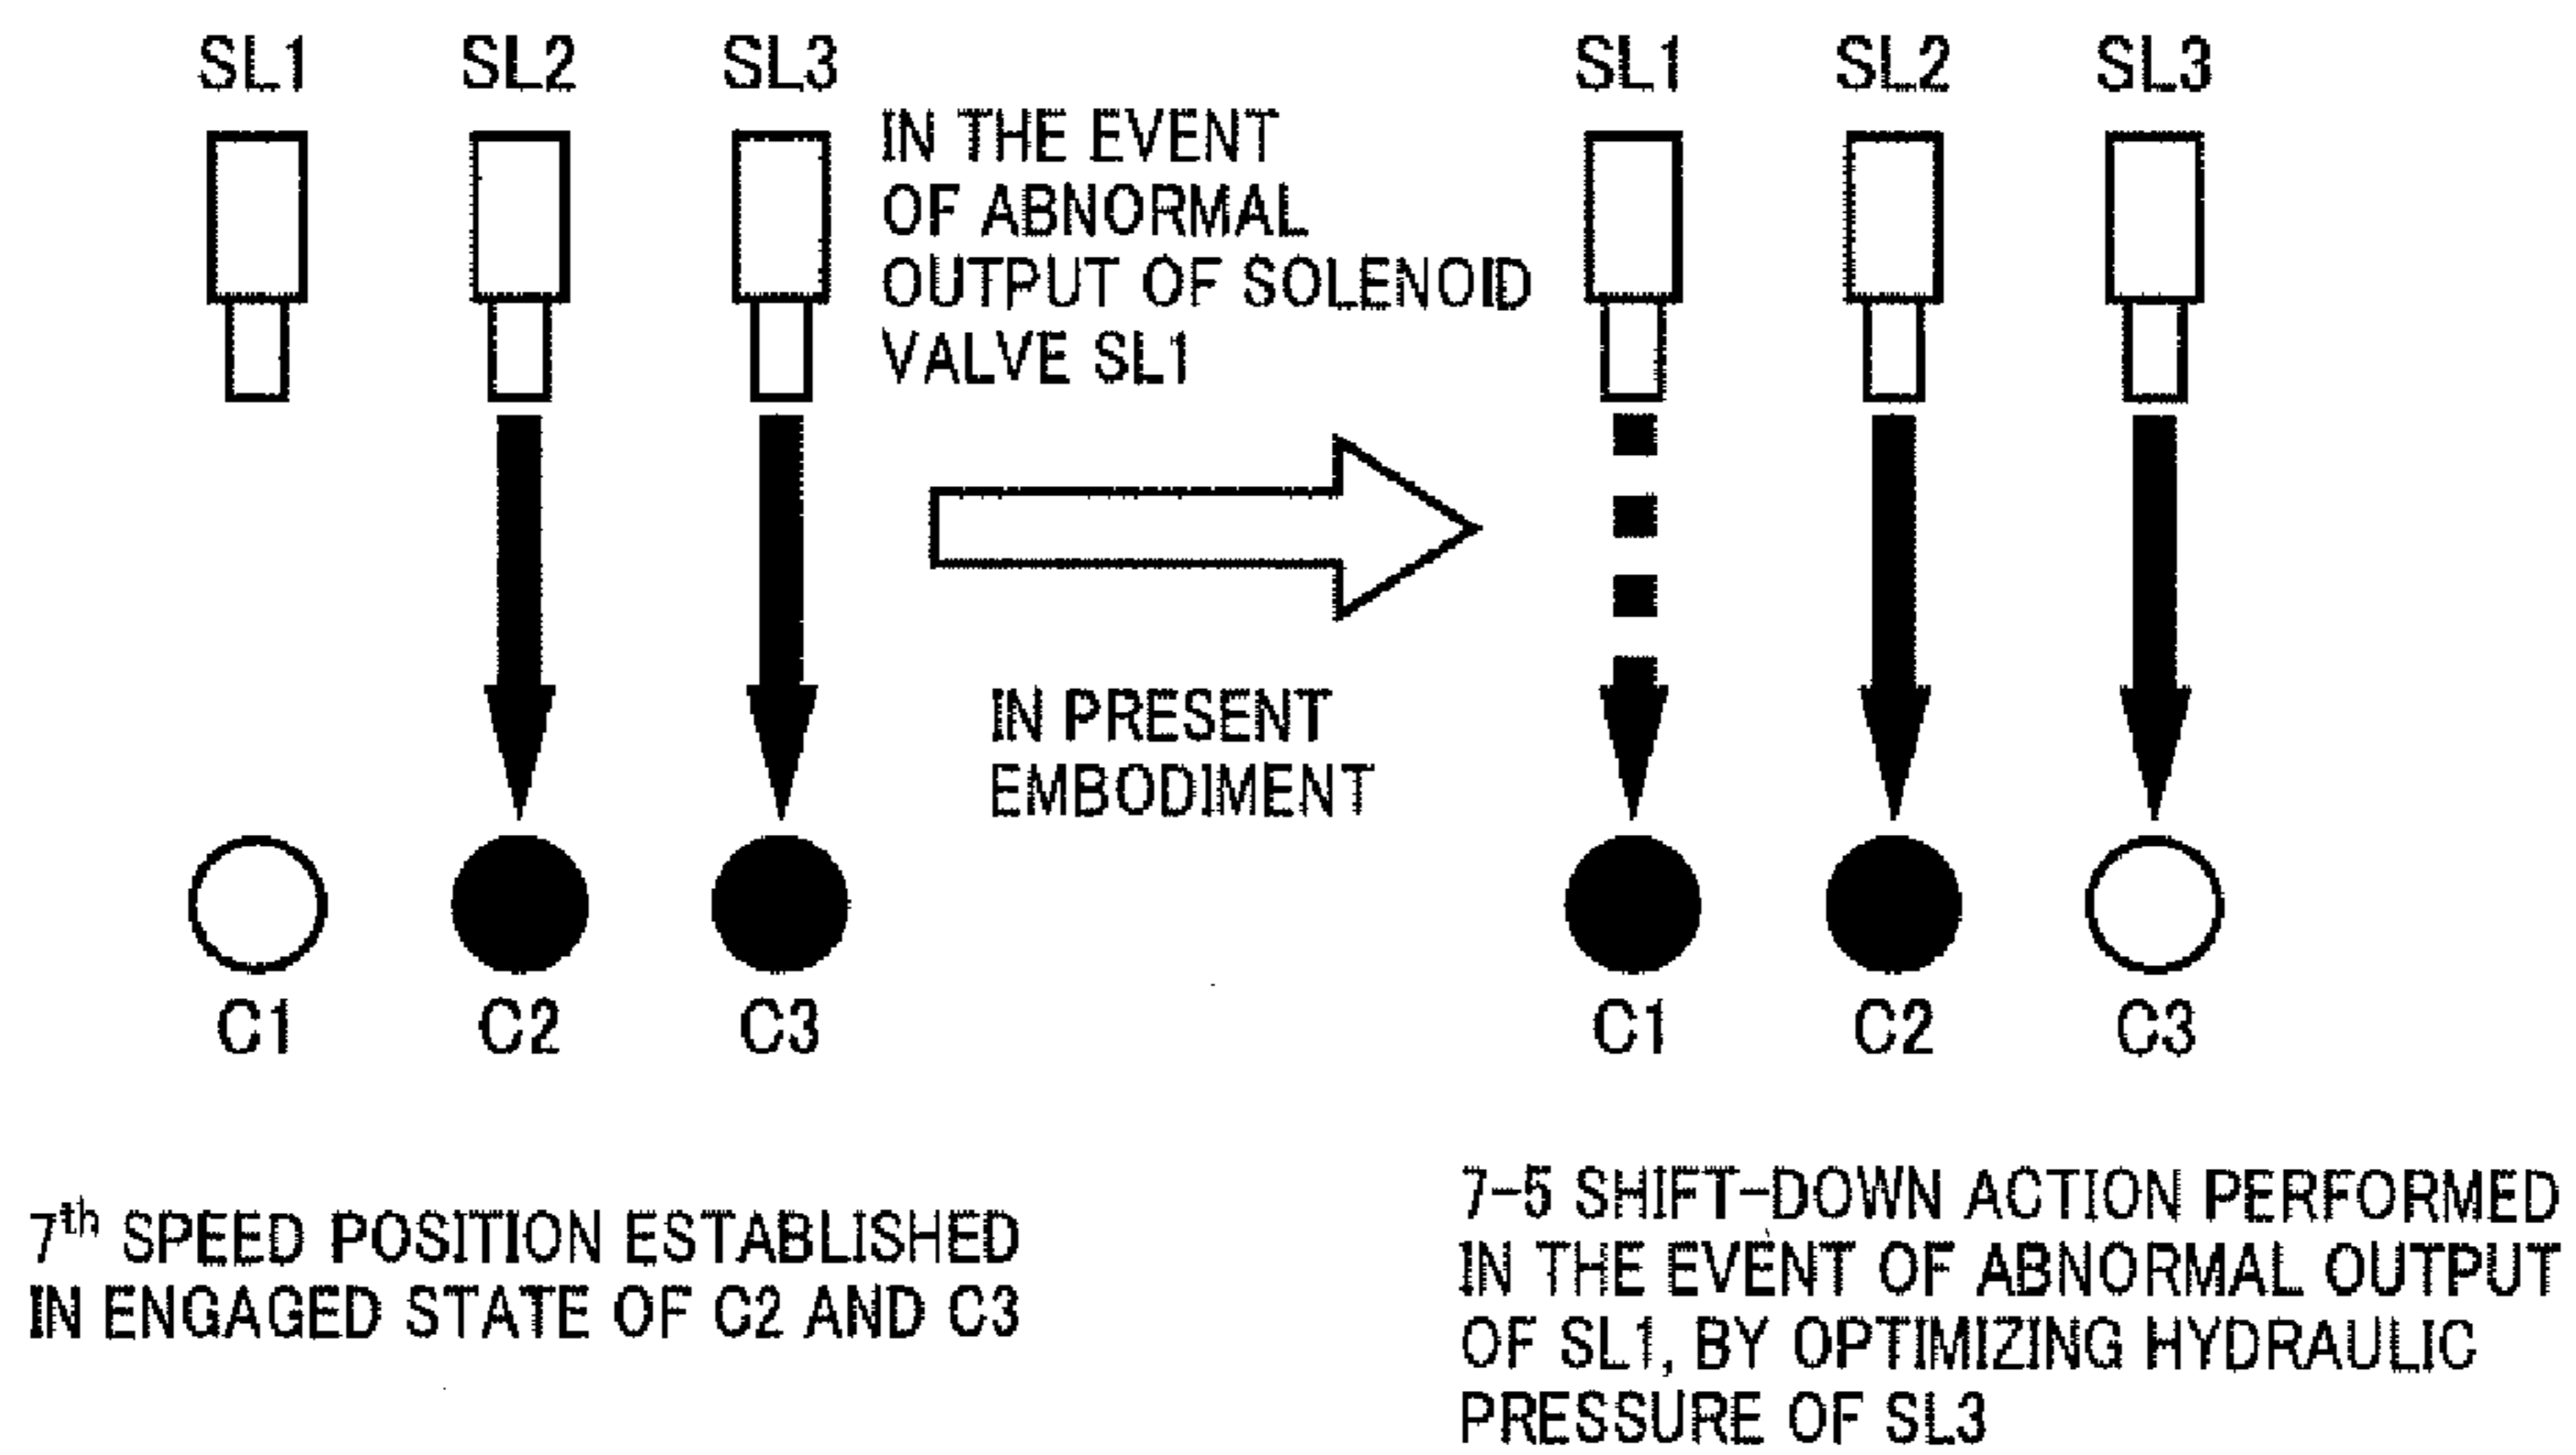 SL1 SL2 SL3
IN THE EVENT
OF ABNORMAL
OUTPUT OF SOLENOID
VALVE SL1
IN PRESENT
EMBODIMENT
C1 C2 C3
7th SPEED POSITION ESTABLISHED
IN ENGAGED STATE OF C2 AND C3
SL1 SL2 SL3
C1 C2 C3
7-5 SHIFT-DOWN ACTION PERFORMED
IN THE EVENT OF ABNORMAL OUTPUT
OF SL1, BY OPTIMIZING HYDRAULIC
PRESSURE OF SL3